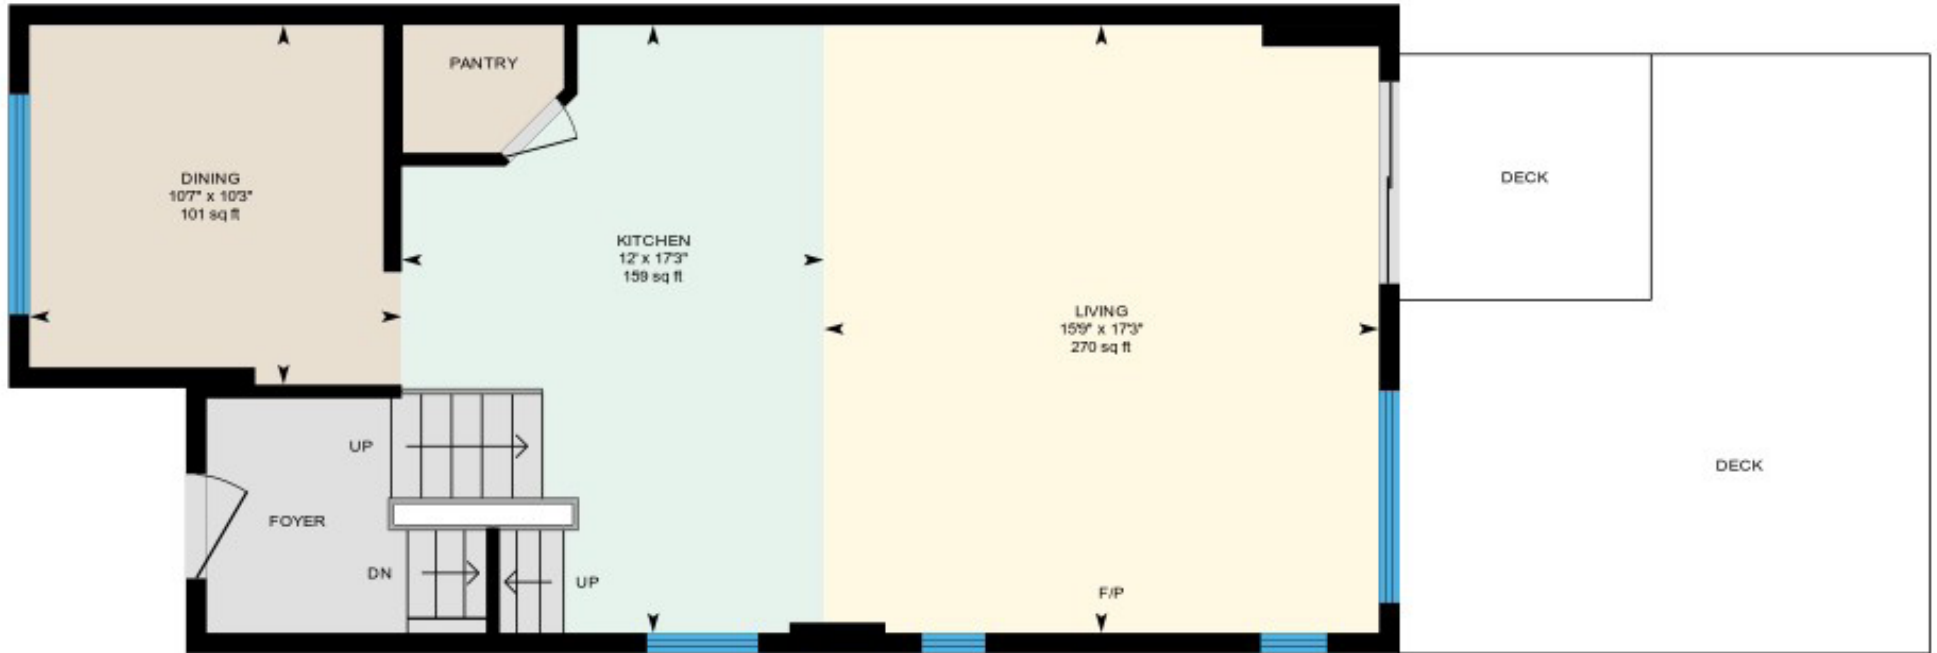 PANTRY
DINING
10'7" x 10'3"
101 sq ft
DECK
KITCHEN
12' x 17'3"
159 sq ft
LIVING
15'9" x 17'3"
270 sq ft
UP
DECK
FOYER
DN
UP
F/P